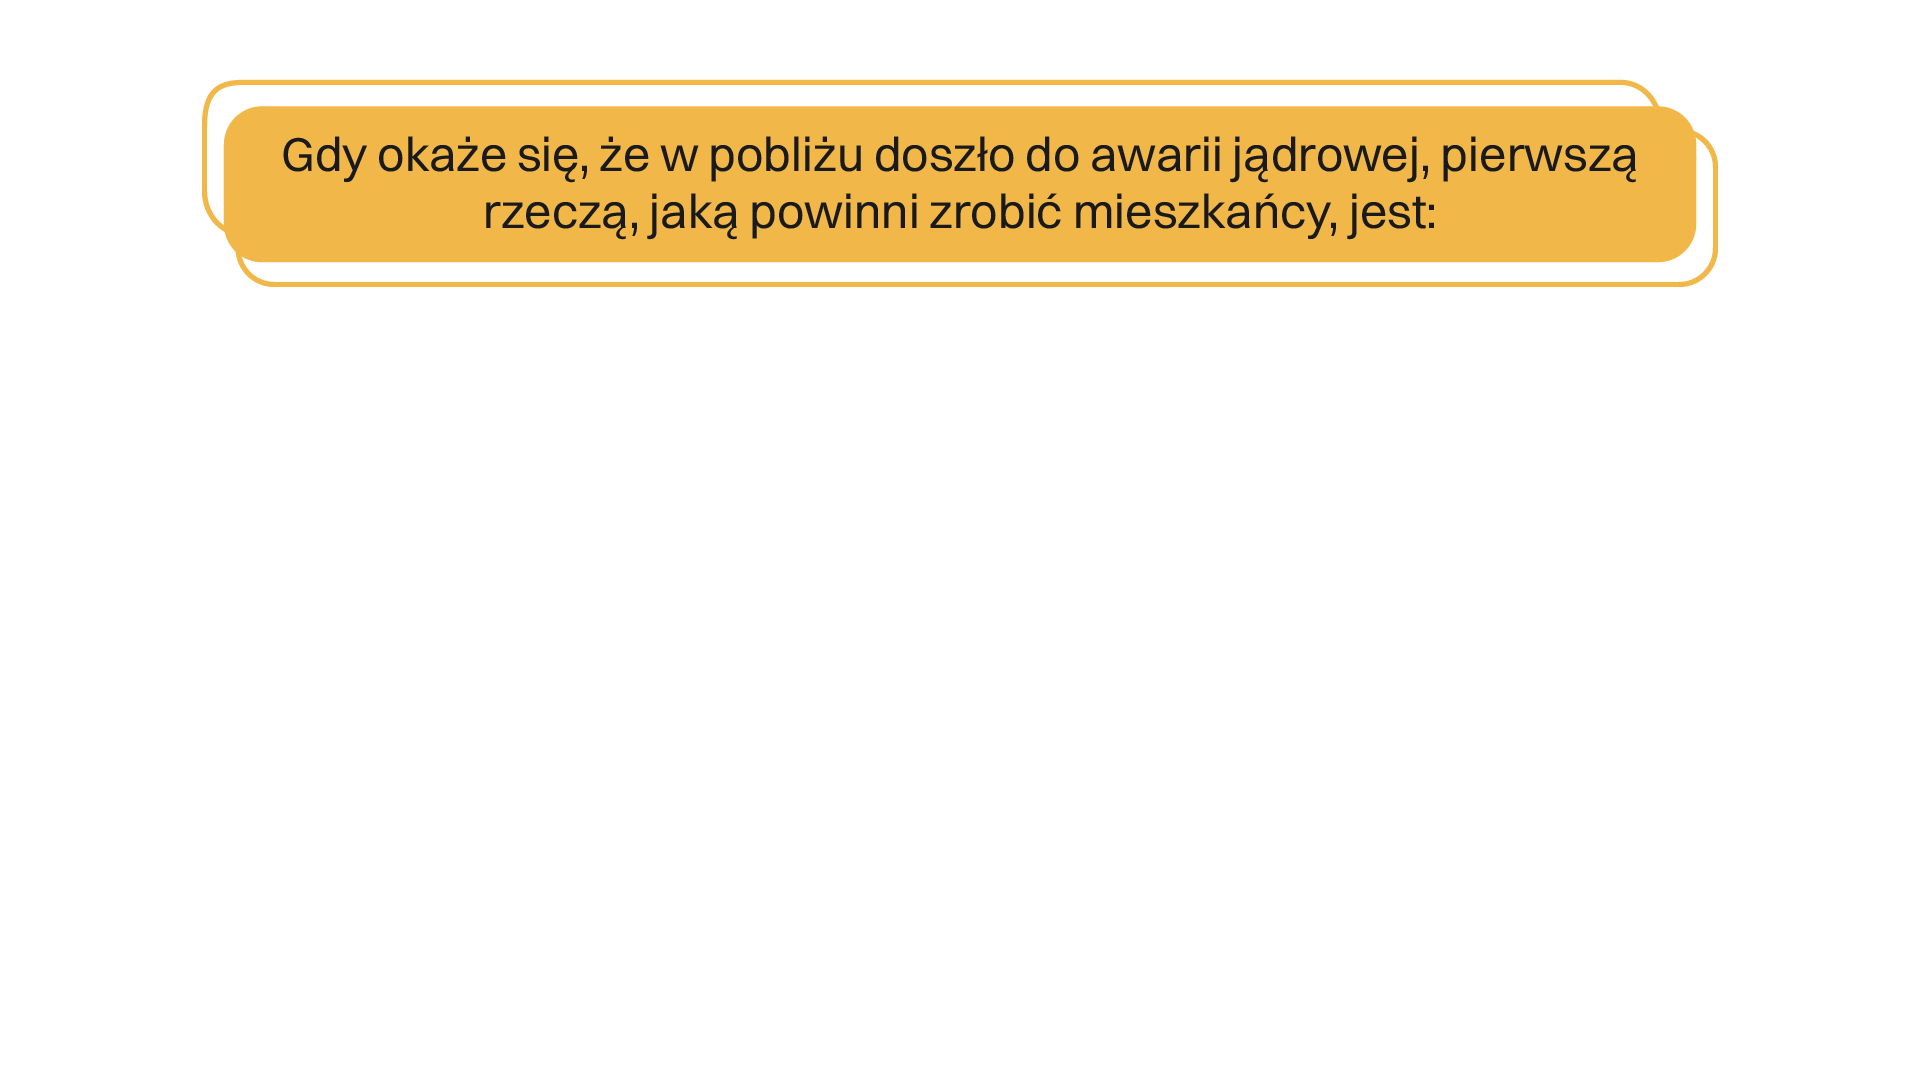 Gdy okaże się, że w pobliżu doszło do awarii jądrowej, pierwszą
rzeczą, jaką powinni zrobić mieszkańcy, jest: